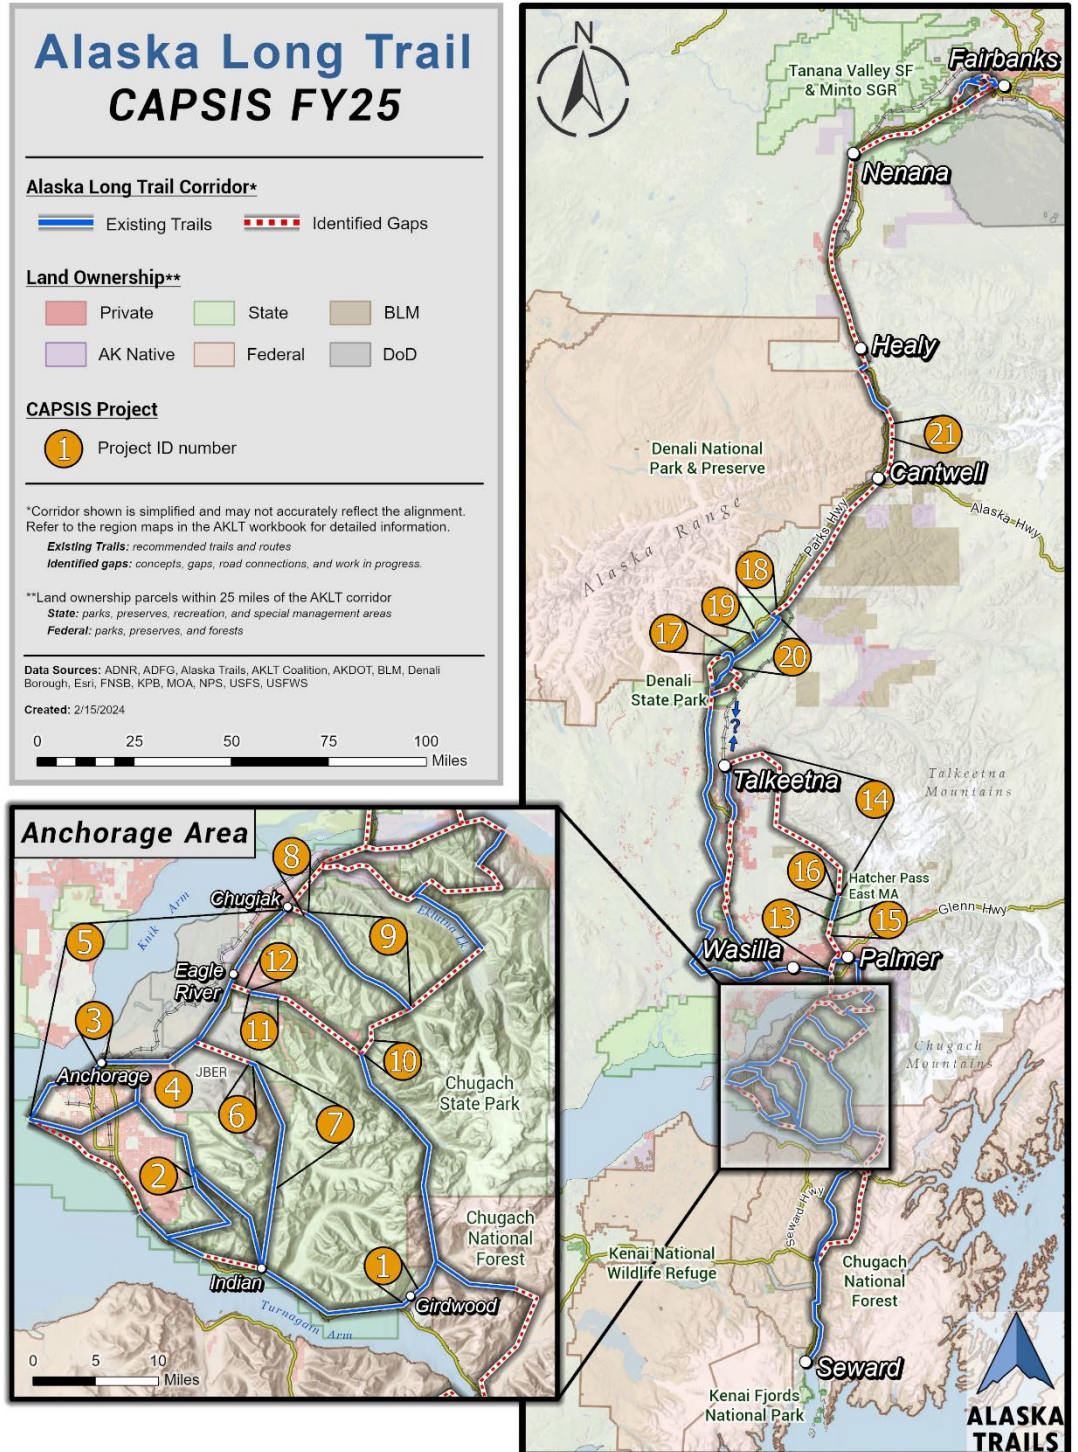 Alaska Long Trail
CAPSIS FY25
Alaska Long Trail Corridor*
Existing Trails
Identified Gaps
Land Ownership**
Private
State
BLM
AK Native
Federal
DoD
CAPSIS Project
1
Project ID number
*Corridor shown is simplified and may not accurately reflect the alignment.
Refer to the region maps in the AKLT workbook for detailed information.
Existing Trails: recommended trails and routes
Identified gaps: concepts, gaps, road connections, and work in progress.
**Land ownership parcels within 25 miles of the AKLT corridor
State: parks, preserves, recreation, and special management areas
Federal: parks, preserves, and forests
Data Sources: ADNR, ADFG, Alaska Trails, AKLT Coalition, AKDOT, BLM, Denali
Borough, Esri, FNSB, KPB, MOA, NPS, USFS, USFWS
Created: 2/15/2024
0 25 50 75 100
Miles
N
Tanana Valley SF
& Minto SGR
Fairbanks
Nenana
Healy
21
Denali National
Park & Preserve
Cantwell
Alaska Hwy
Parks Hwy
Alaska Range
18
19
17
20
Denali
State Park
?
Talkeetna
Talkeetna
Mountains
14
16
Hatcher Pass
East MA
13
15
Glenn Hwy
Wasilla
Palmer
Chugach
Mountains
Seward Hwy
Kenai National
Wildlife Refuge
Chugach
National
Forest
Seward
Kenai Fjords
National Park
ALASKA
TRAILS
Anchorage Area
8
Chugiak
Knik Arm
Eklutna Lk
5
9
12
Eagle
River
3
11
10
Anchorage
4
JBER
6
7
Chugach
State Park
2
Chugach
National
Forest
1
Indian
Girdwood
Turnagain Arm
0 5 10
Miles